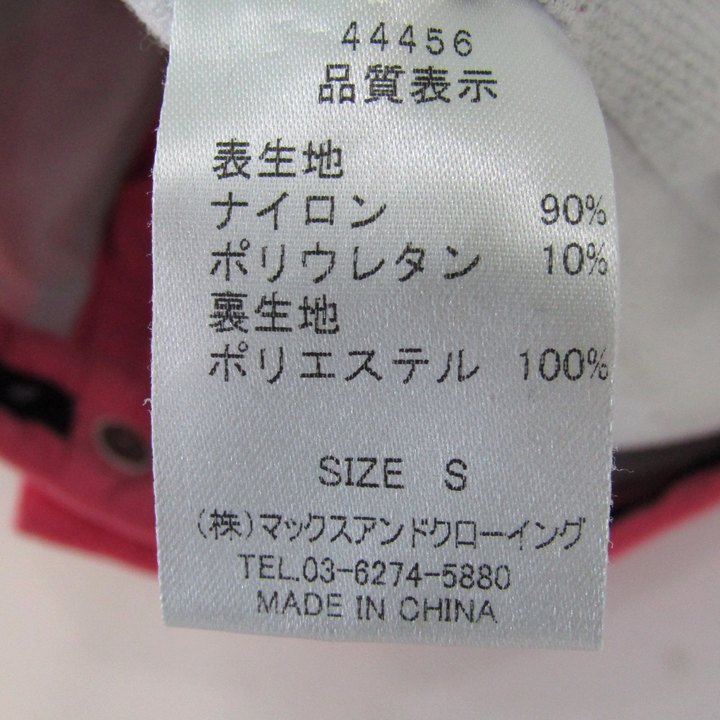 44456
品質表示
表生地
ナイロン 90%
ポリウレタン 10%
裏生地
ポリエステル 100%
SIZE S
(株)マックスアンドクローイング
TEL.03-6274-5880
MADE IN CHINA